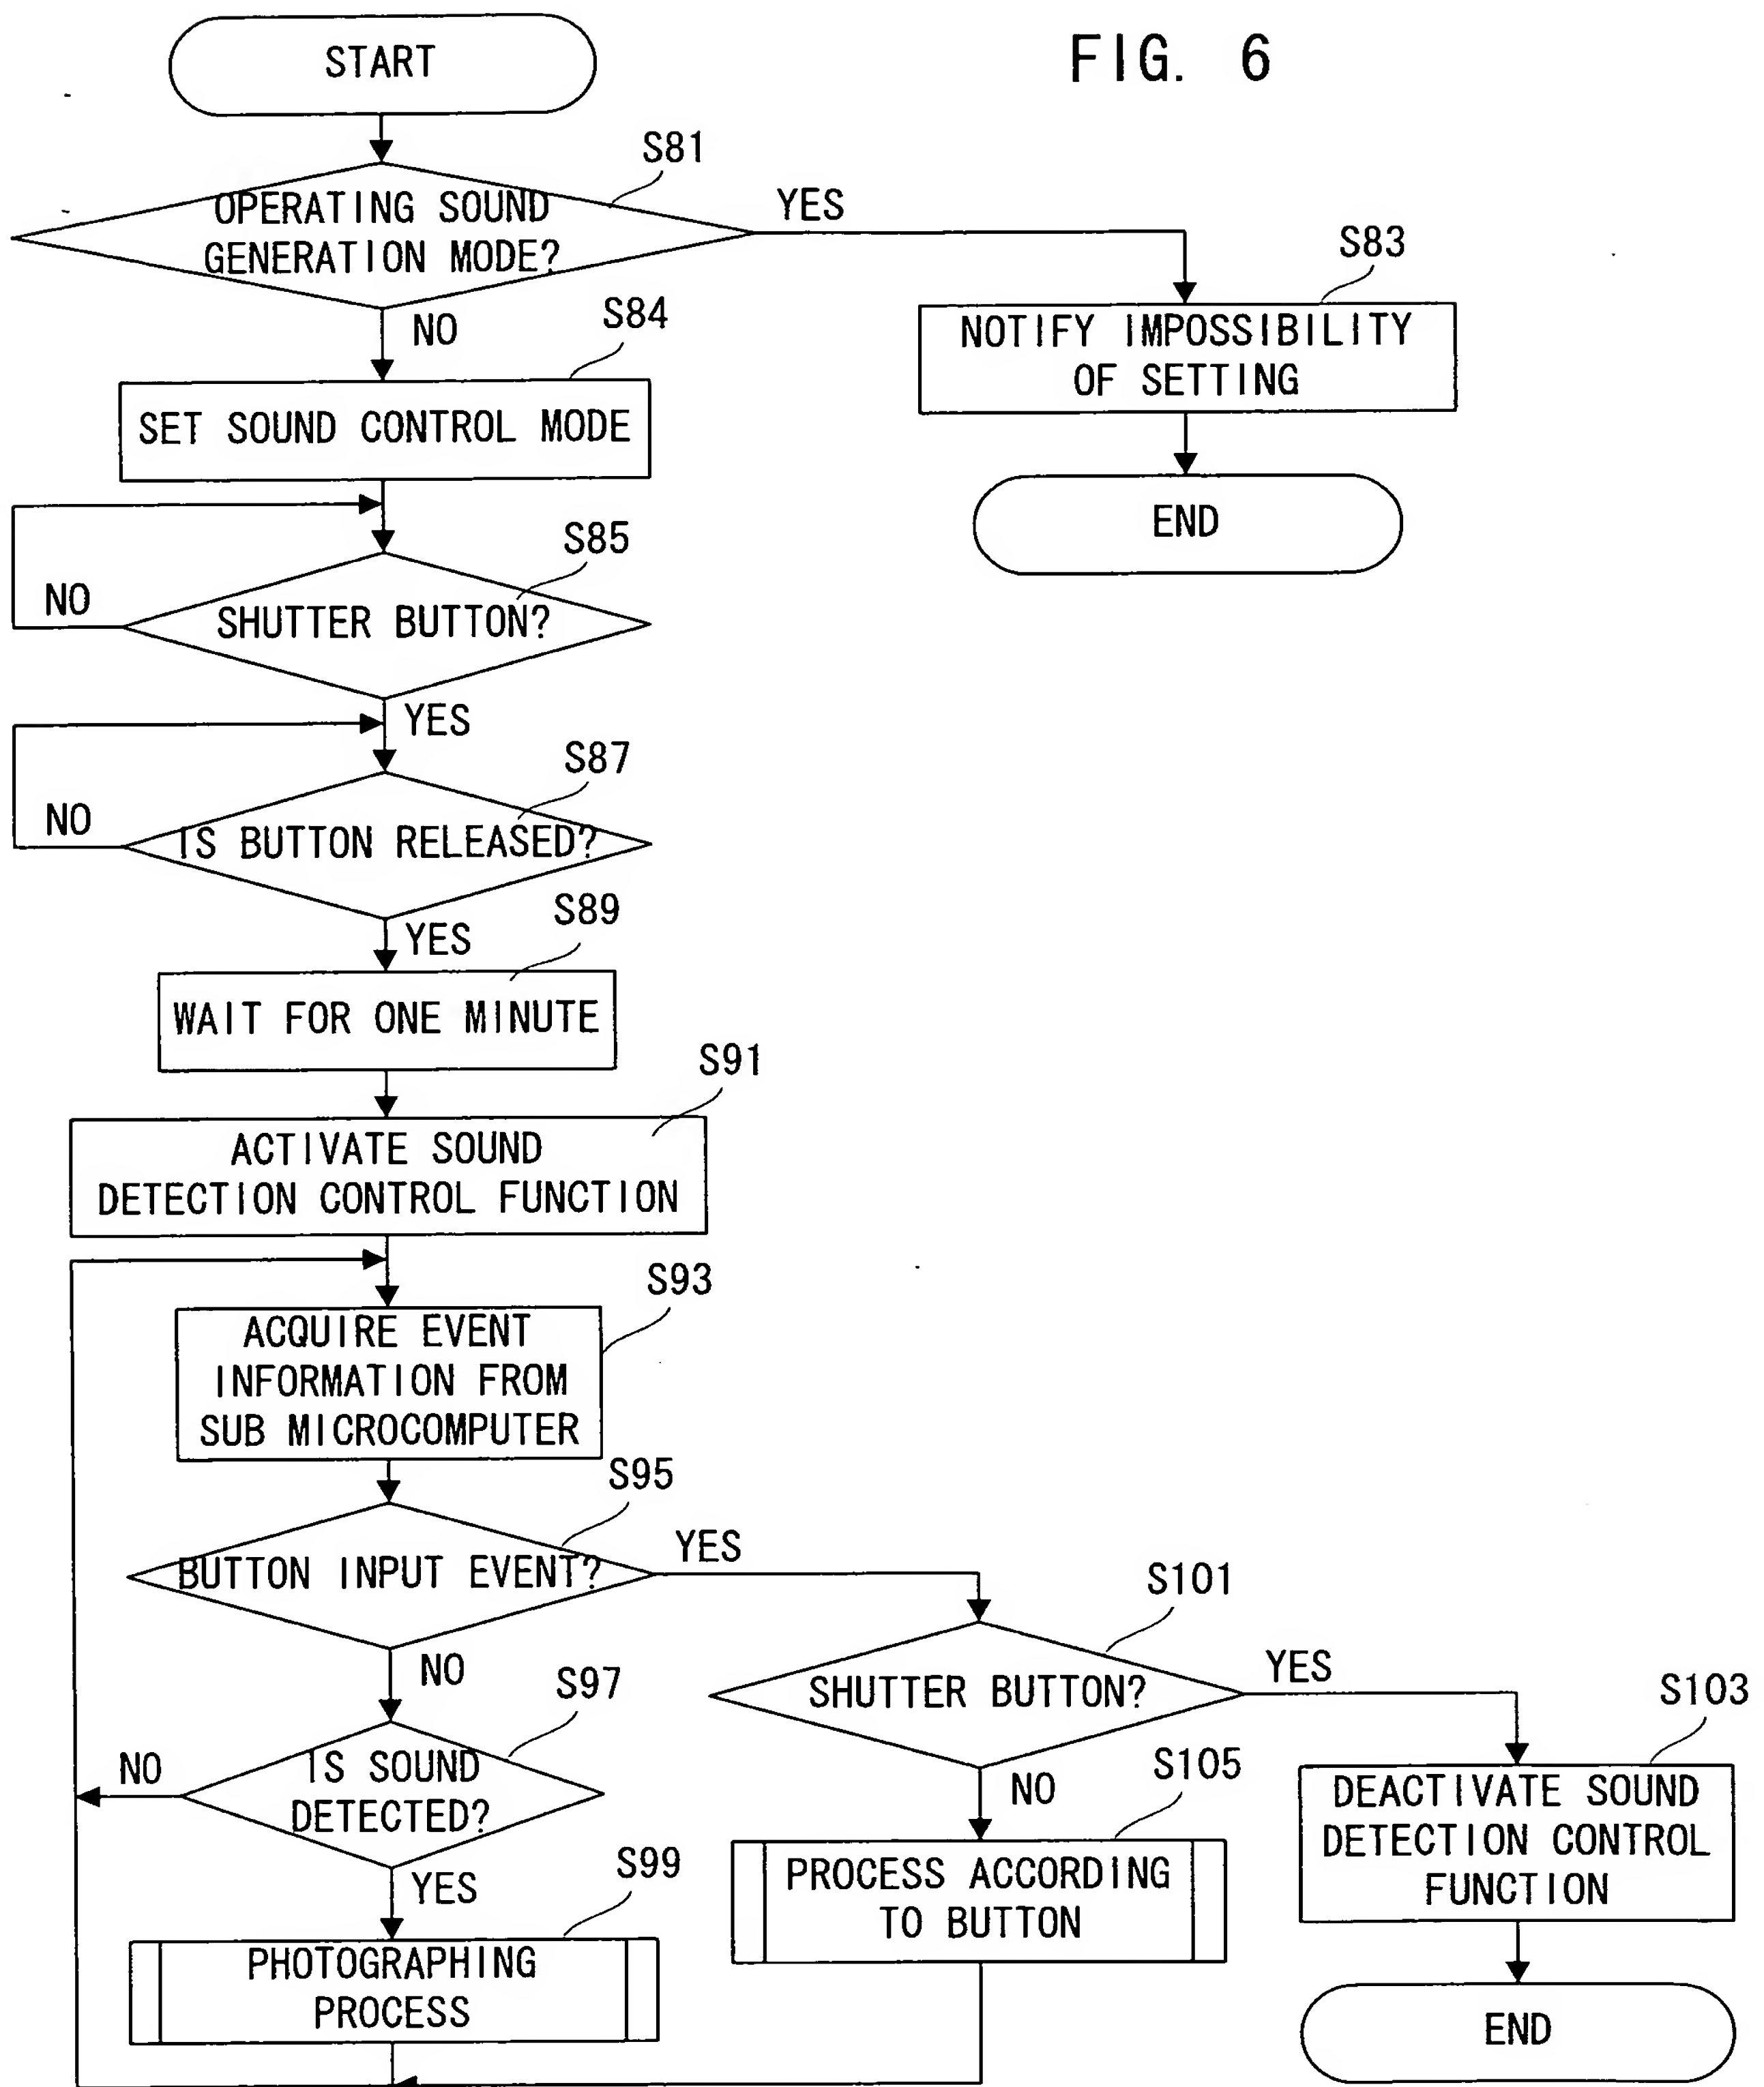 FIG. 6
START
S81
OPERATING SOUND
GENERATION MODE?
YES
S83
NOTIFY IMPOSSIBILITY
OF SETTING
END
NO
S84
SET SOUND CONTROL MODE
S85
SHUTTER BUTTON?
NO
YES
S87
IS BUTTON RELEASED?
NO
YES
S89
WAIT FOR ONE MINUTE
S91
ACTIVATE SOUND
DETECTION CONTROL FUNCTION
S93
ACQUIRE EVENT
INFORMATION FROM
SUB MICROCOMPUTER
S95
BUTTON INPUT EVENT?
YES
NO
S97
IS SOUND
DETECTED?
NO
YES
S99
PHOTOGRAPHING
PROCESS
S101
SHUTTER BUTTON?
YES
NO
S105
PROCESS ACCORDING
TO BUTTON
S103
DEACTIVATE SOUND
DETECTION CONTROL
FUNCTION
END